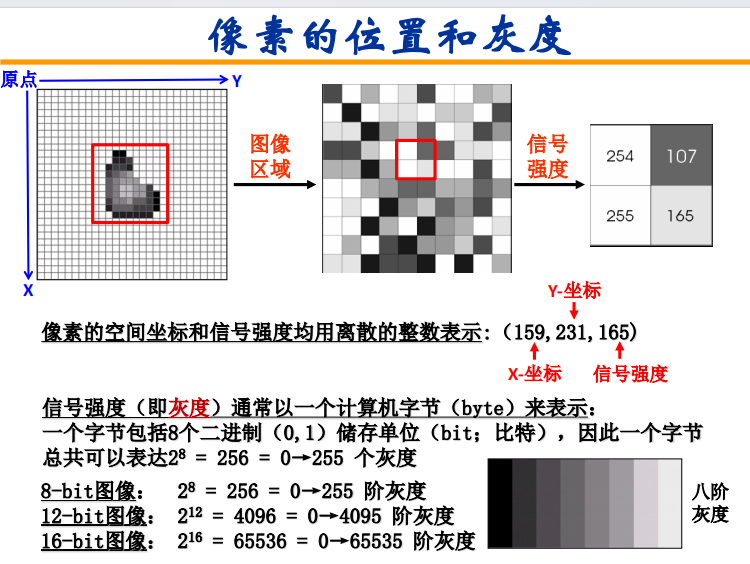 像素的位置和灰度
原点
Y
X
图像
区域
信号
强度
254 107
255 165
Y-坐标
像素的空间坐标和信号强度均用离散的整数表示:（159,231,165)
X-坐标 信号强度
信号强度（即灰度）通常以一个计算机字节（byte）来表示：
一个字节包括8个二进制（0,1）储存单位（bit；比特），因此一个字节
总共可以表达2⁸ = 256 = 0→255 个灰度
8-bit图像： 2⁸ = 256 = 0→255 阶灰度
12-bit图像： 2¹² = 4096 = 0→4095 阶灰度
16-bit图像： 2¹⁶ = 65536 = 0→65535 阶灰度
八阶
灰度